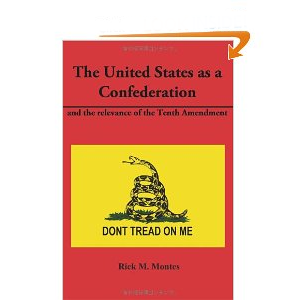 The United States as a
Confederation
and the relevance of the Tenth Amendment
DONT TREAD ON ME
Rick M. Montes